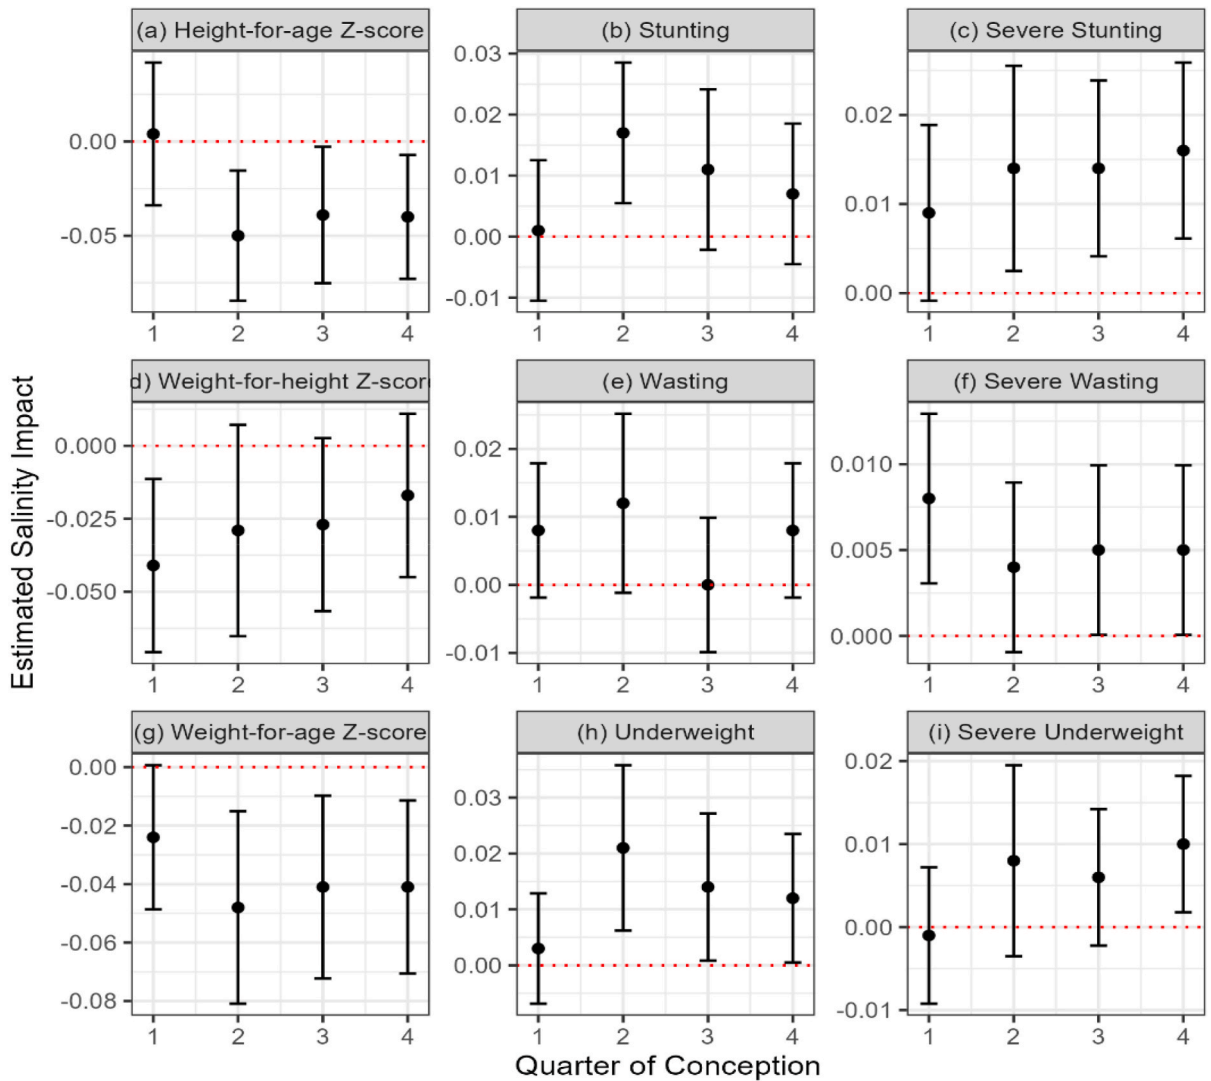 (a) Height-for-age Z-score
(b) Stunting
(c) Severe Stunting
0.00
-0.05
0.03
0.02
0.01
0.00
-0.01
0.02
0.01
0.00
1 2 3 4
1 2 3 4
1 2 3 4
d) Weight-for-height Z-scor
(e) Wasting
(f) Severe Wasting
0.000
-0.025
-0.050
0.02
0.01
0.00
-0.01
0.010
0.005
0.000
1 2 3 4
1 2 3 4
1 2 3 4
(g) Weight-for-age Z-score
(h) Underweight
(i) Severe Underweight
0.00
-0.02
-0.04
-0.06
-0.08
0.03
0.02
0.01
0.00
0.02
0.01
0.00
-0.01
1 2 3 4
1 2 3 4
1 2 3 4
Estimated Salinity Impact
Quarter of Conception